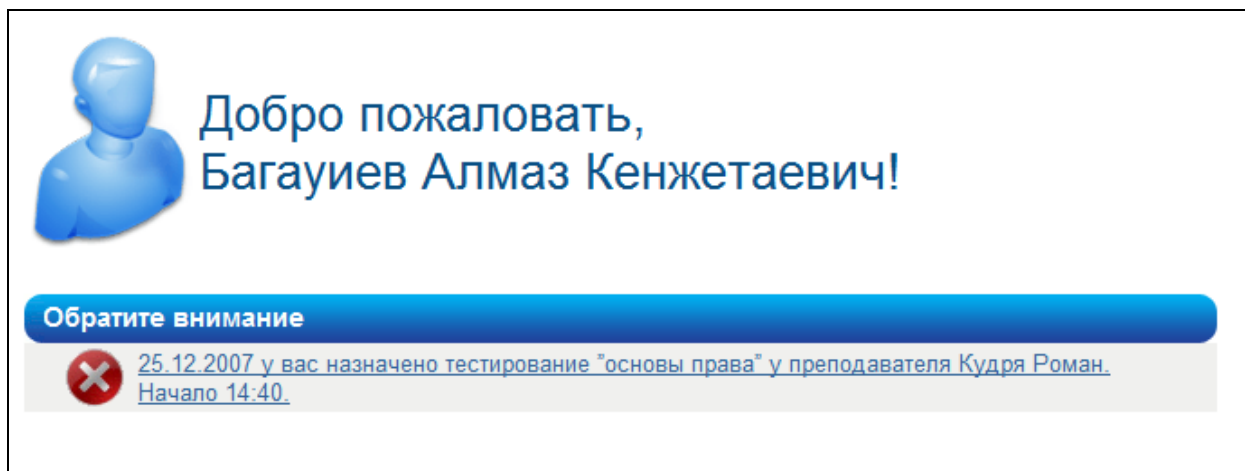 Добро пожаловать,
Багауиев Алмаз Кенжетаевич!
Обратите внимание
25.12.2007 у вас назначено тестирование "основы права" у преподавателя Кудря Роман.
Начало 14:40.